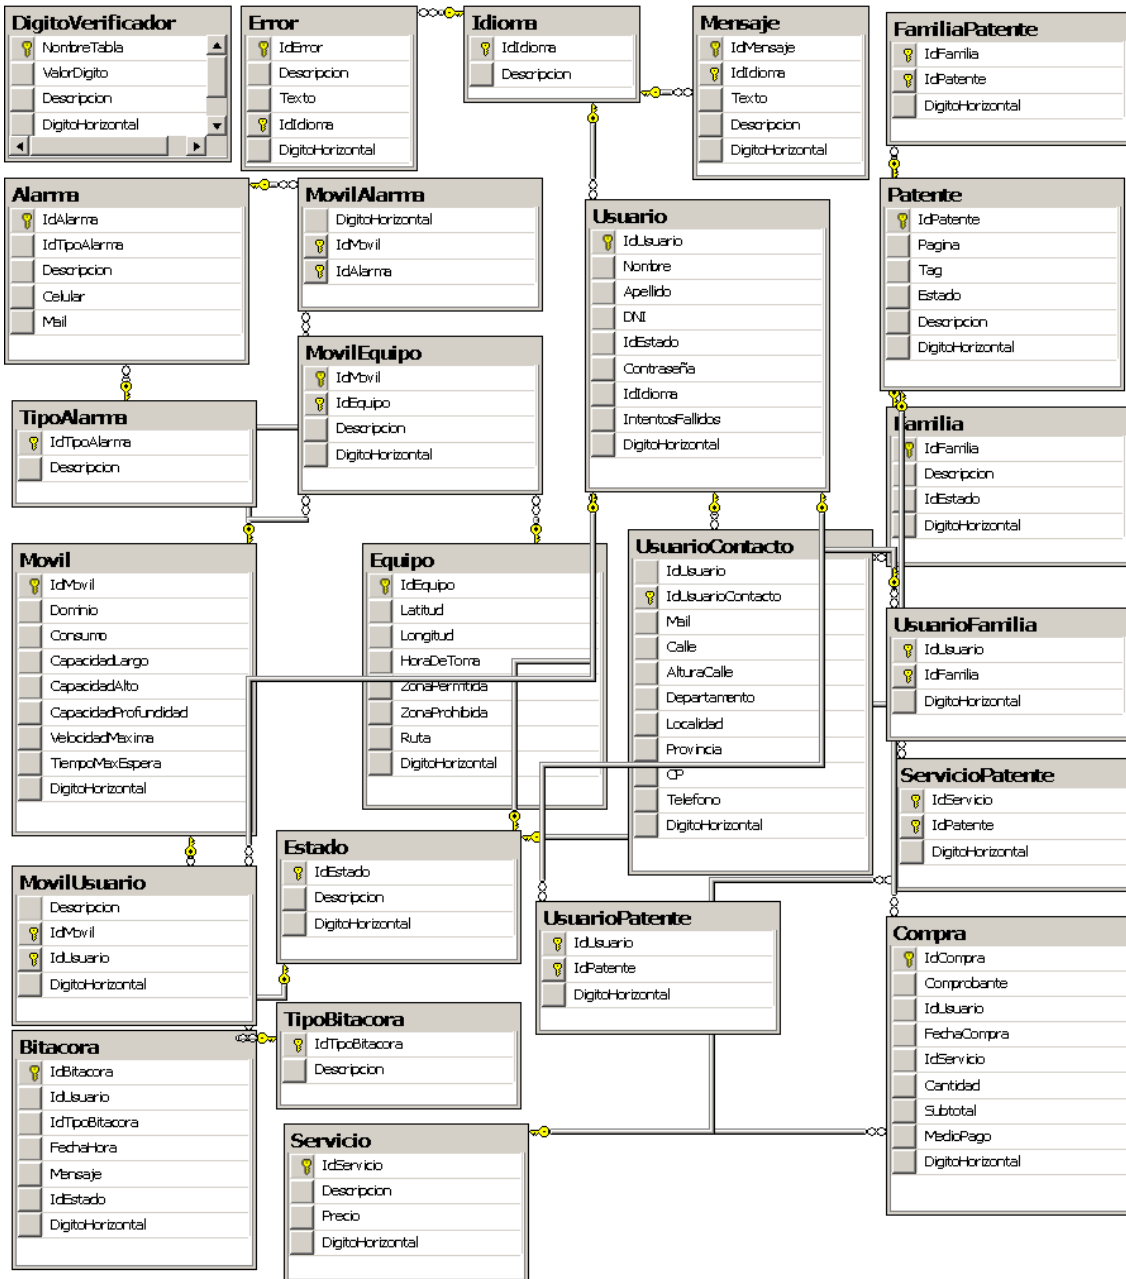 DigitoVerificador
NombreTabla
ValorDigito
Descripcion
DigitoHorizontal
Error
IdError
Descripcion
Texto
IdIdioma
DigitoHorizontal
Idioma
IdIdioma
Descripcion
Mensaje
IdMensaje
IdIdioma
Texto
Descripcion
DigitoHorizontal
FamiliaPatente
IdFamilia
IdPatente
DigitoHorizontal
Alarma
IdAlarma
IdTipoAlarma
Descripcion
Celular
Mail
MovilAlarma
DigitoHorizontal
IdMovil
IdAlarma
Usuario
IdUsuario
Nombre
Apellido
DNI
IdEstado
Contraseña
IdIdioma
IntentosFallidos
DigitoHorizontal
Patente
IdPatente
Pagina
Tag
Estado
Descripcion
DigitoHorizontal
MovilEquipo
IdMovil
IdEquipo
Descripcion
DigitoHorizontal
TipoAlarma
IdTipoAlarma
Descripcion
Familia
IdFamilia
Descripcion
IdEstado
DigitoHorizontal
Movil
IdMovil
Dominio
Consumo
CapacidadLargo
CapacidadAlto
CapacidadProfundidad
VelocidadMaxima
TiempoMaxEspera
DigitoHorizontal
Equipo
IdEquipo
Latitud
Longitud
HoraDeToma
ZonaPermitida
ZonaProhibida
Ruta
DigitoHorizontal
UsuarioContacto
IdUsuario
IdUsuarioContacto
Mail
Calle
AlturaCalle
Departamento
Localidad
Provincia
CP
Telefono
DigitoHorizontal
UsuarioFamilia
IdUsuario
IdFamilia
DigitoHorizontal
ServicioPatente
IdServicio
IdPatente
DigitoHorizontal
Estado
IdEstado
Descripcion
DigitoHorizontal
MovilUsuario
Descripcion
IdMovil
IdUsuario
DigitoHorizontal
UsuarioPatente
IdUsuario
IdPatente
DigitoHorizontal
Compra
IdCompra
Comprobante
IdUsuario
FechaCompra
IdServicio
Cantidad
Subtotal
MedioPago
DigitoHorizontal
TipoBitacora
IdTipoBitacora
Descripcion
Bitacora
IdBitacora
IdUsuario
IdTipoBitacora
FechaHora
Mensaje
IdEstado
DigitoHorizontal
Servicio
IdServicio
Descripcion
Precio
DigitoHorizontal